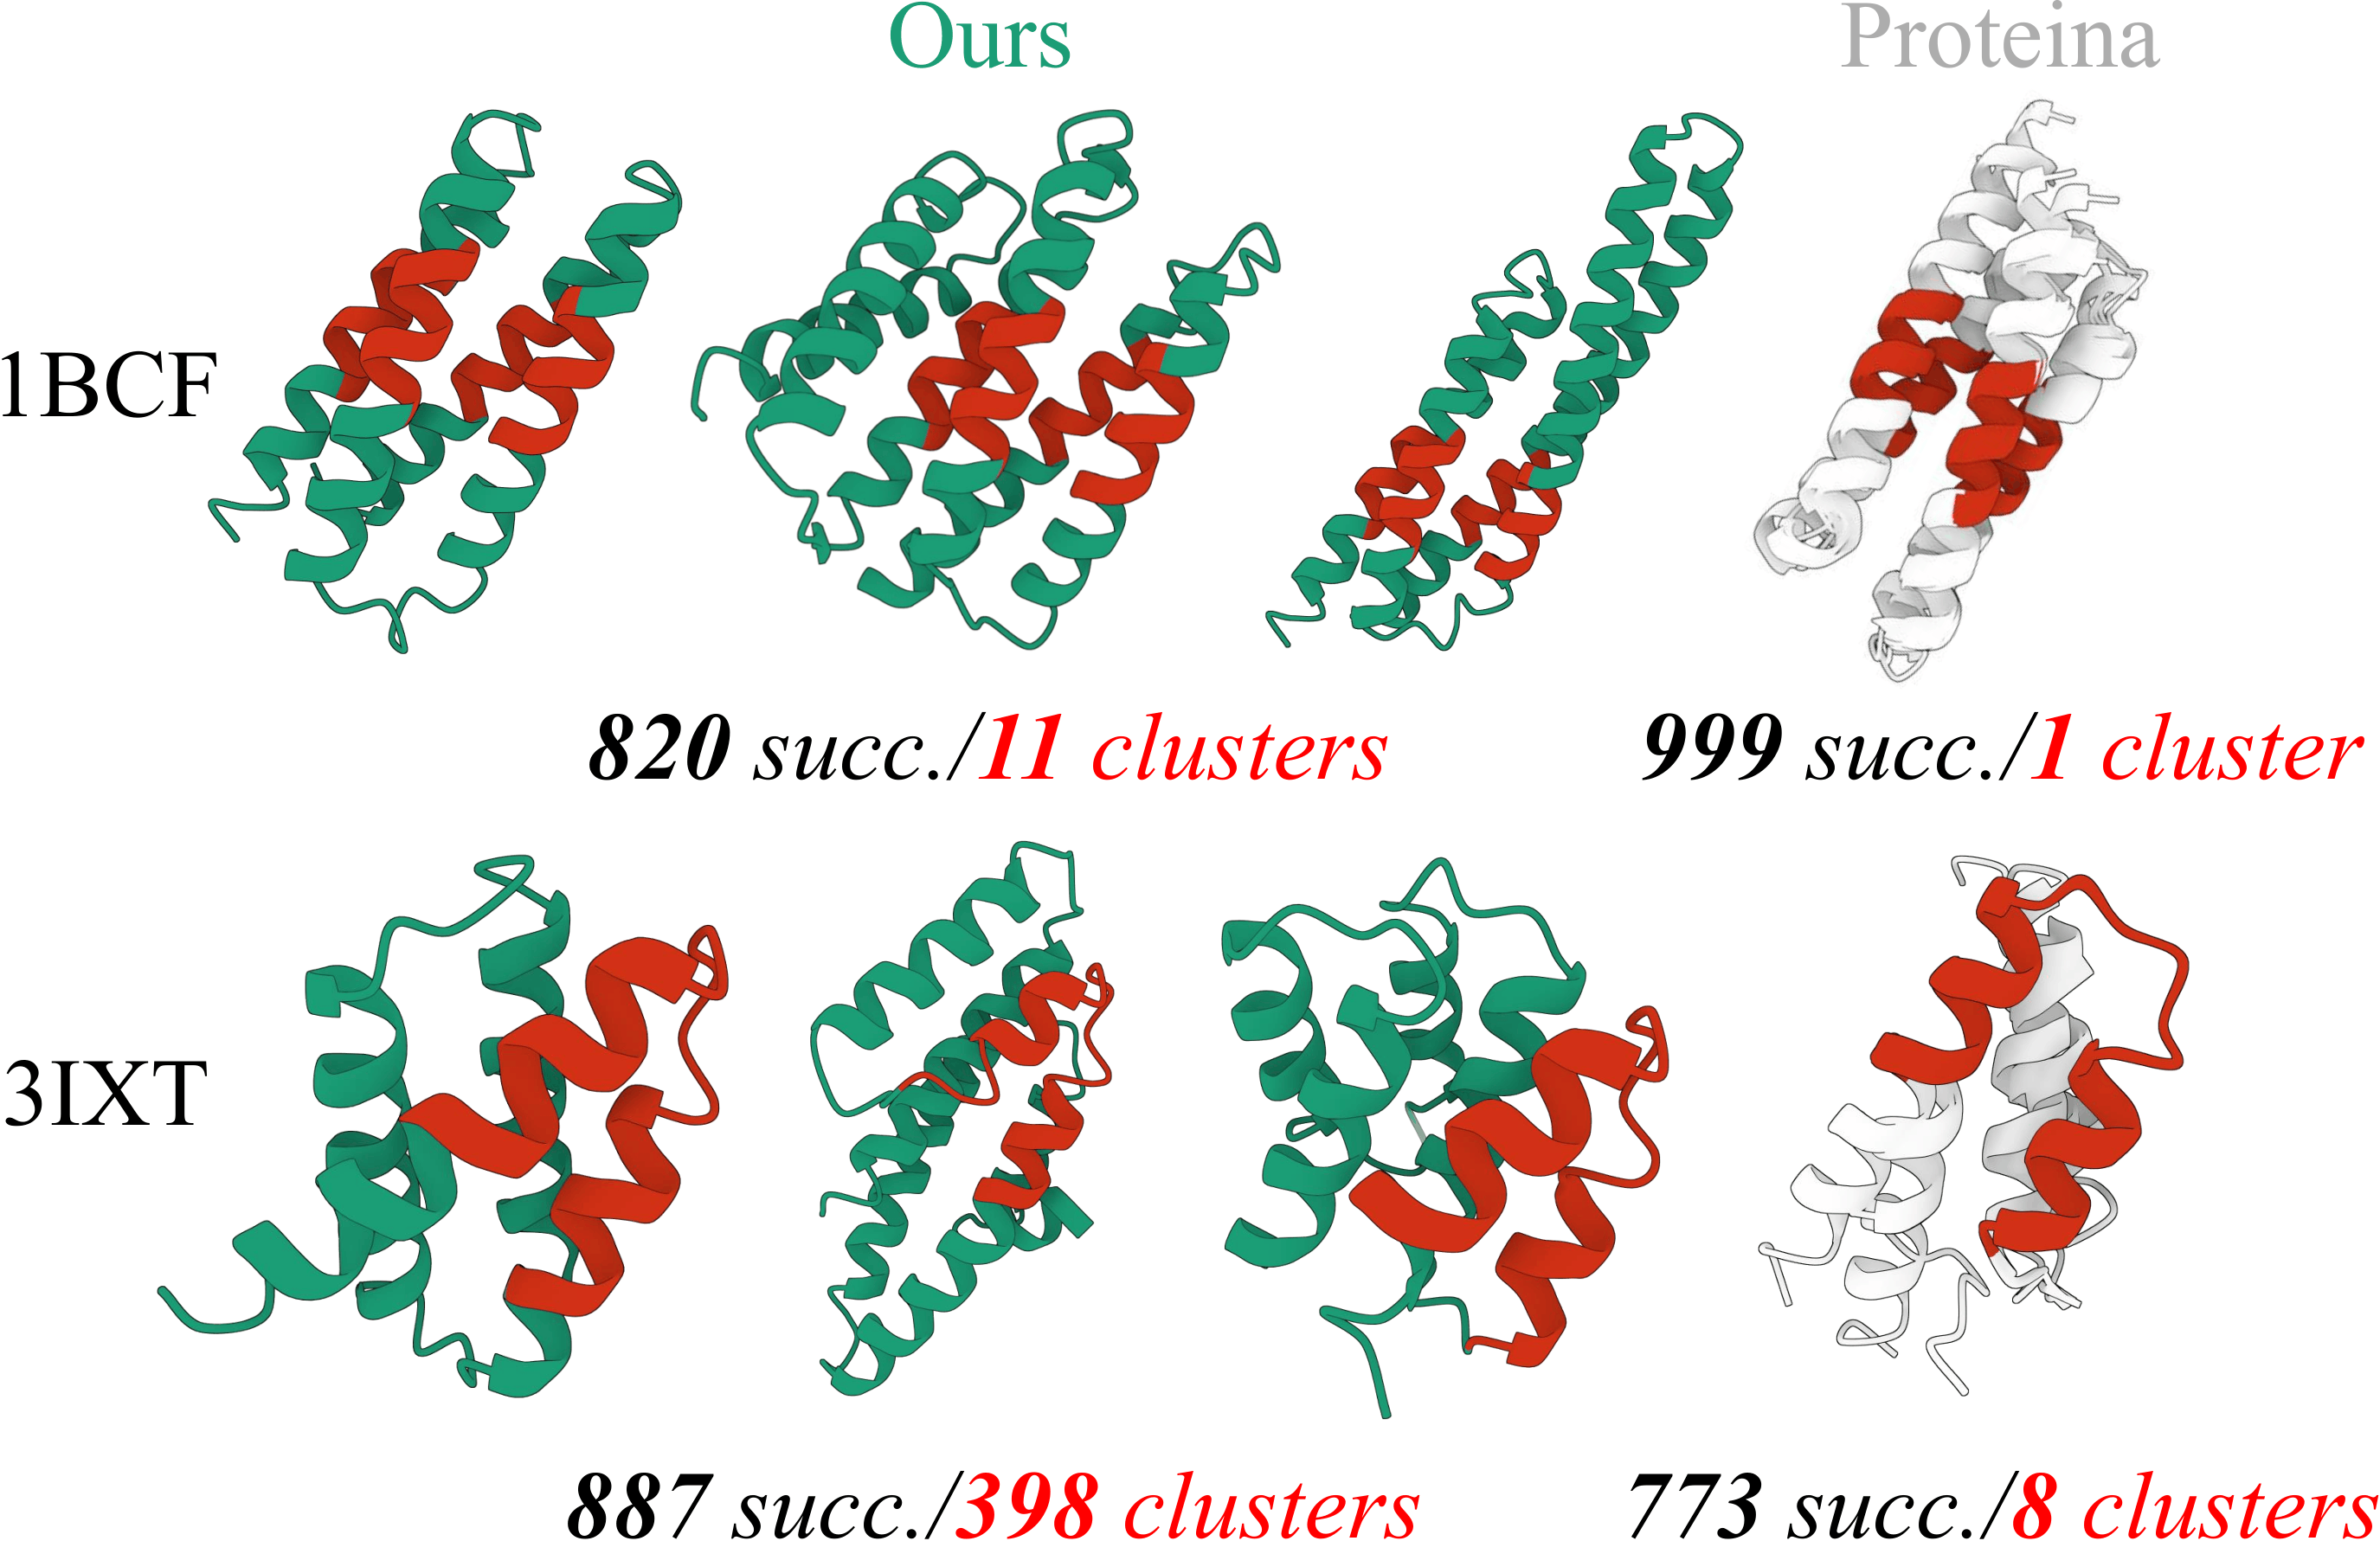 Ours
Proteina
1BCF
820 succ./11 clusters
999 succ./1 cluster
3IXT
887 succ./398 clusters
773 succ./8 clusters